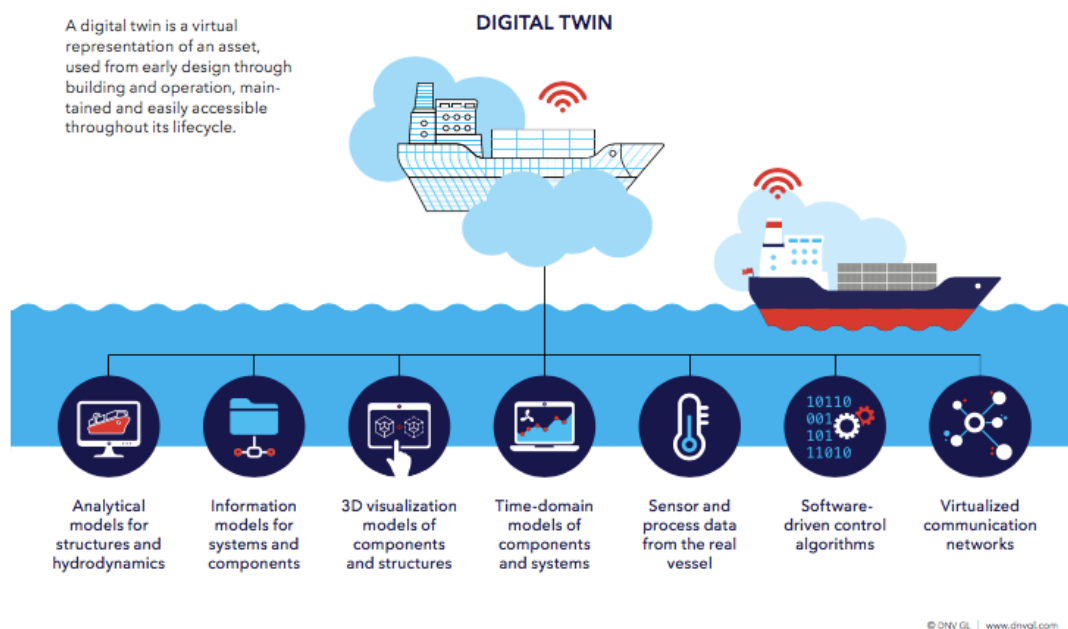 A digital twin is a virtual
representation of an asset,
used from early design through
building and operation, main-
tained and easily accessible
throughout its lifecycle.
DIGITAL TWIN
10110
001
101
11010
Analytical
models for
structures and
hydrodynamics
Information
models for
systems and
components
3D visualization
models of
components
and structures
Time-domain
models of
components
and systems
Sensor and
process data
from the real
vessel
Software-
driven control
algorithms
Virtualized
communication
networks
© DNV GL | www.dnvgl.com